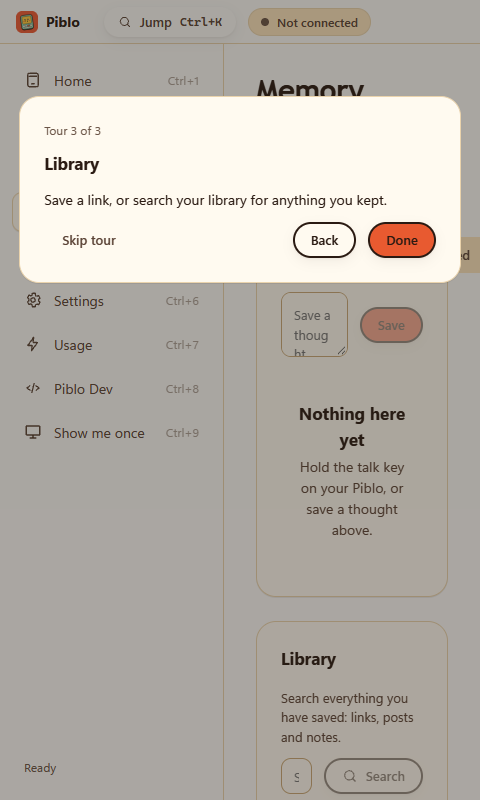 Piblo
Jump Ctrl+K
Not connected
Home Ctrl+1
Memory
Tour 3 of 3
Library
Save a link, or search your library for anything you kept.
Skip tour
Back
Done
Settings Ctrl+6
Usage Ctrl+7
Piblo Dev Ctrl+8
Show me once Ctrl+9
Ready
Save a
thoug
ht
Save
Nothing here
yet
Hold the talk key
on your Piblo, or
save a thought
above.
Library
Search everything you
have saved: links, posts
and notes.
S
Search